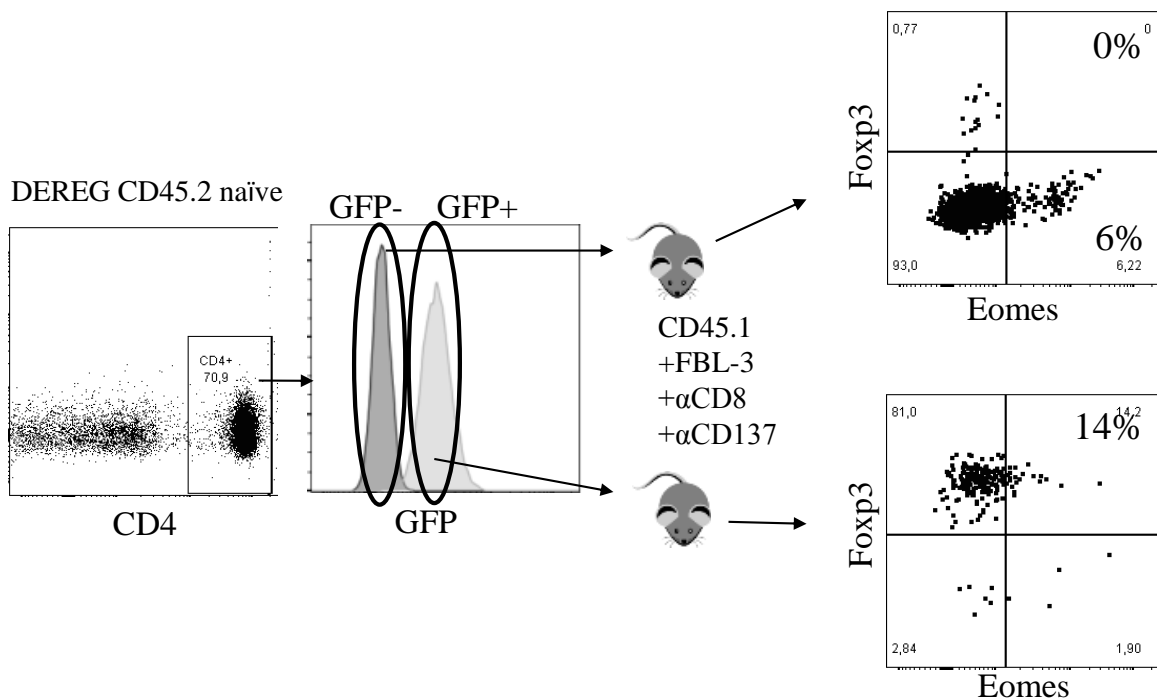 DEREG CD45.2 naïve
CD4+
70,9
CD4
GFP- GFP+
GFP
CD45.1
+FBL-3
+αCD8
+αCD137
0,77 0
0%
Foxp3
6%
93,0 6,22
Eomes
81,0 14,2
14%
Foxp3
2,84 1,90
Eomes